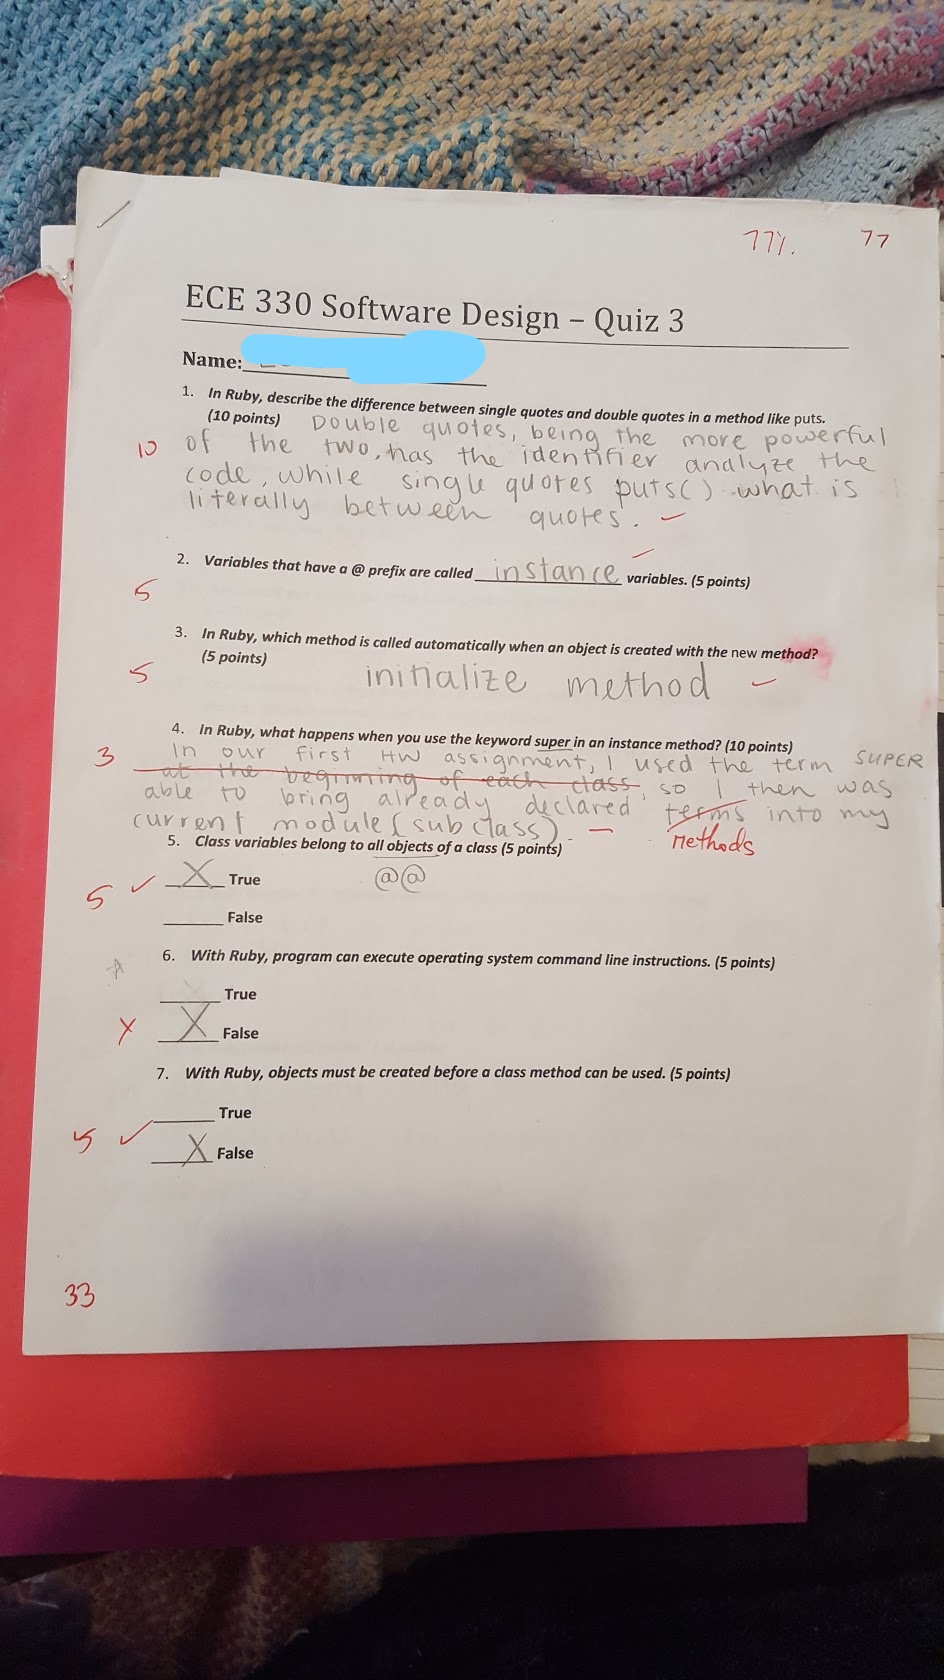 77%. 77
ECE 330 Software Design – Quiz 3
Name:
1. In Ruby, describe the difference between single quotes and double quotes in a method like puts.
(10 points) Double quotes, being the more powerful
10 of the two, has the identifier analyze the
code, while single quotes puts() what is
literally between quotes.
2. Variables that have a @ prefix are called instance variables. (5 points)
5
3. In Ruby, which method is called automatically when an object is created with the new method?
(5 points)
5 initialize method
4. In Ruby, what happens when you use the keyword super in an instance method? (10 points)
3 In our first HW assignment, I used the term SUPER
at the beginning of each class, so I then was
able to bring already declared terms into my
current module (subclass). Methods
5. Class variables belong to all objects of a class (5 points)
5 ✓ X True @@
False
6. With Ruby, program can execute operating system command line instructions. (5 points)
True
X X False
7. With Ruby, objects must be created before a class method can be used. (5 points)
True
5 ✓ X False
33